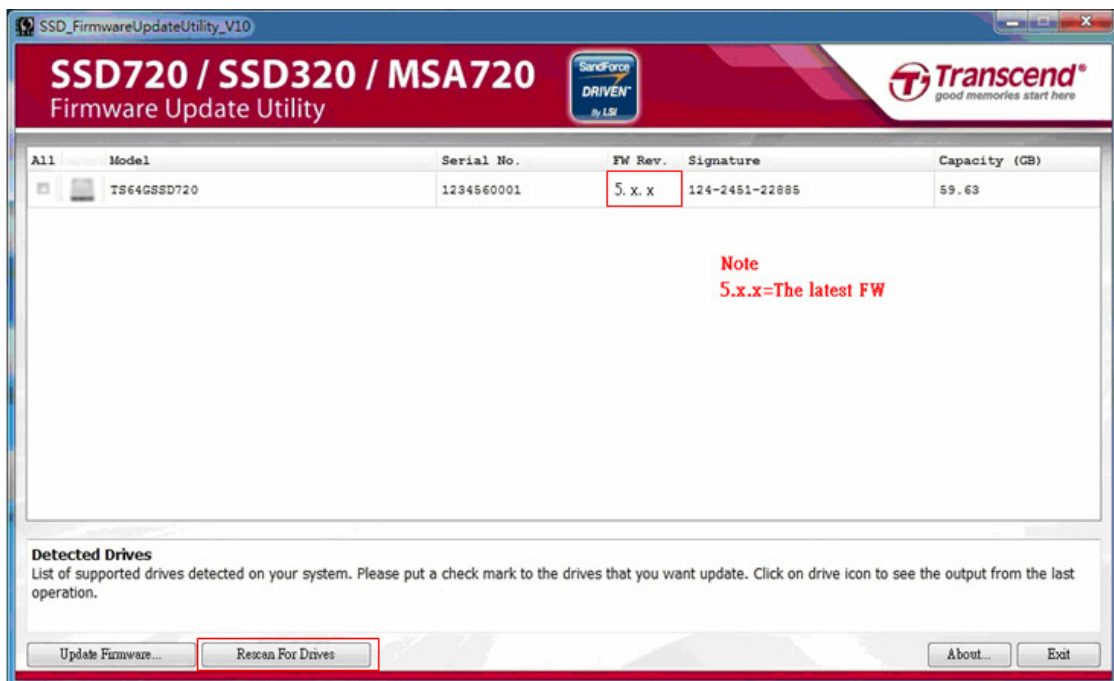 SSD_FirmwareUpdateUtility_V10
SSD720 / SSD320 / MSA720
Firmware Update Utility
SandForce
DRIVEN™
By LSI
Transcend®
good memories start here
All Model Serial No. FW Rev. Signature Capacity (GB)
TS64GSSD720 1234560001 5.x.x 124-2451-22885 59.63
Note
5.x.x=The latest FW
Detected Drives
List of supported drives detected on your system. Please put a check mark to the drives that you want update. Click on drive icon to see the output from the last
operation.
Update Firmware... Rescan For Drives About... Exit